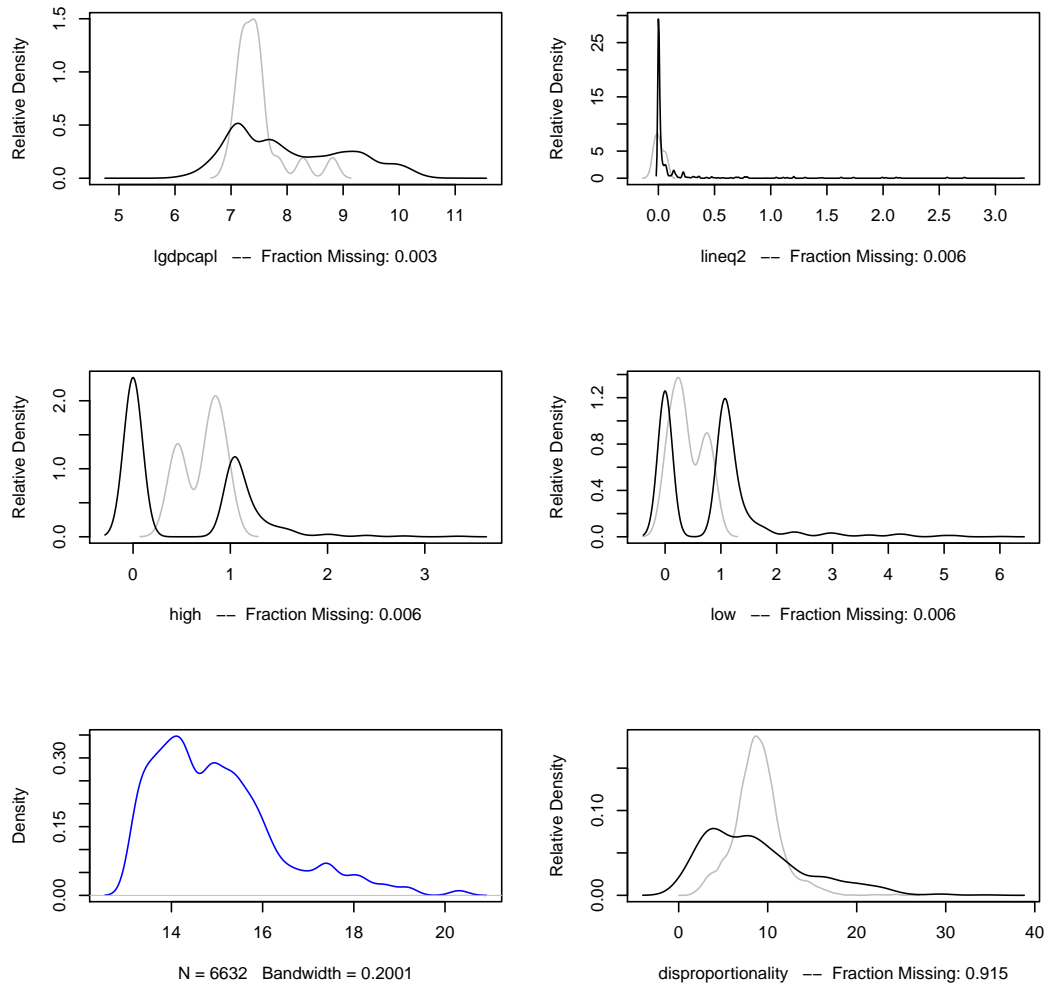 Relative Density
0.0 0.5 1.0 1.5
5 6 7 8 9 10 11
lgdpcapl −− Fraction Missing: 0.003
Relative Density
0 5 15 25
0.0 0.5 1.0 1.5 2.0 2.5 3.0
lineq2 −− Fraction Missing: 0.006
Relative Density
0.0 1.0 2.0
0 1 2 3
high −− Fraction Missing: 0.006
Relative Density
0.0 0.4 0.8 1.2
0 1 2 3 4 5 6
low −− Fraction Missing: 0.006
Density
0.00 0.15 0.30
14 16 18 20
N = 6632 Bandwidth = 0.2001
Relative Density
0.00 0.10
0 10 20 30 40
disproportionality −− Fraction Missing: 0.915